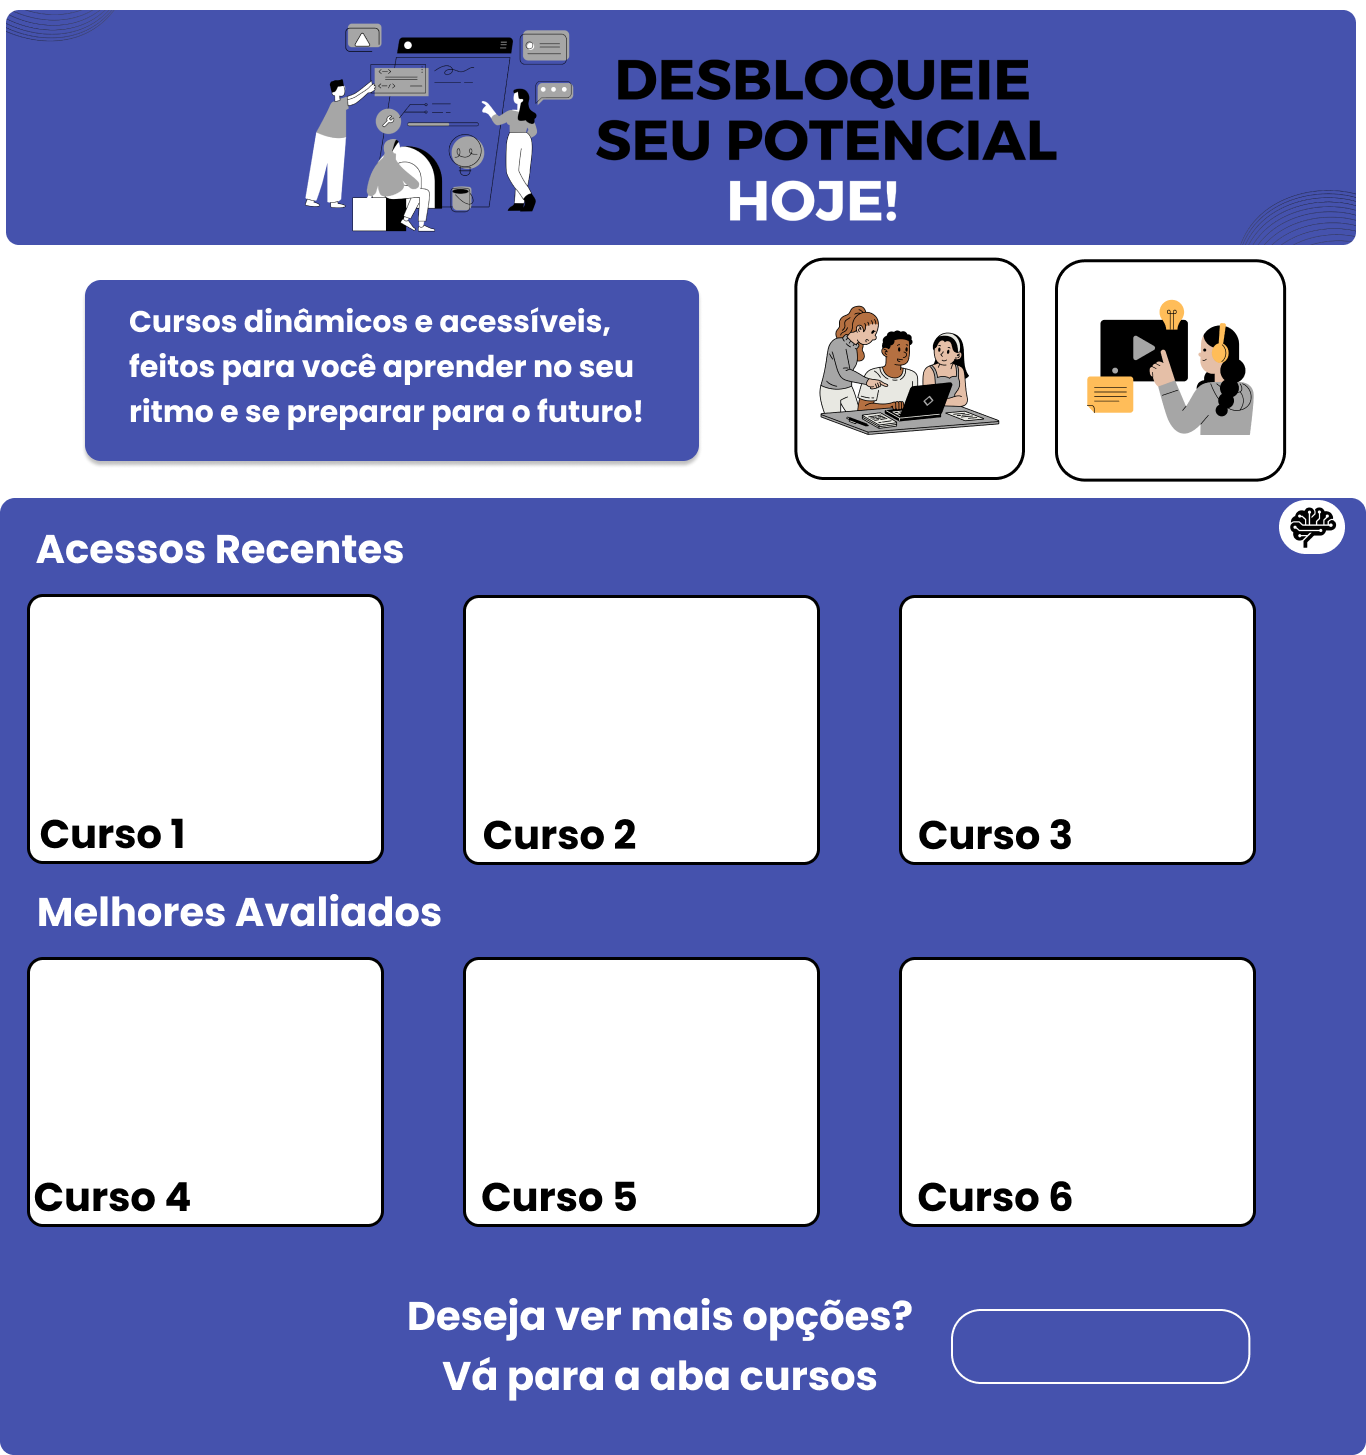 DESBLOQUEIE
SEU POTENCIAL
HOJE!
Cursos dinâmicos e acessíveis,
feitos para você aprender no seu
ritmo e se preparar para o futuro!
Acessos Recentes
Curso 1
Curso 2
Curso 3
Melhores Avaliados
Curso 4
Curso 5
Curso 6
Deseja ver mais opções?
Vá para a aba cursos